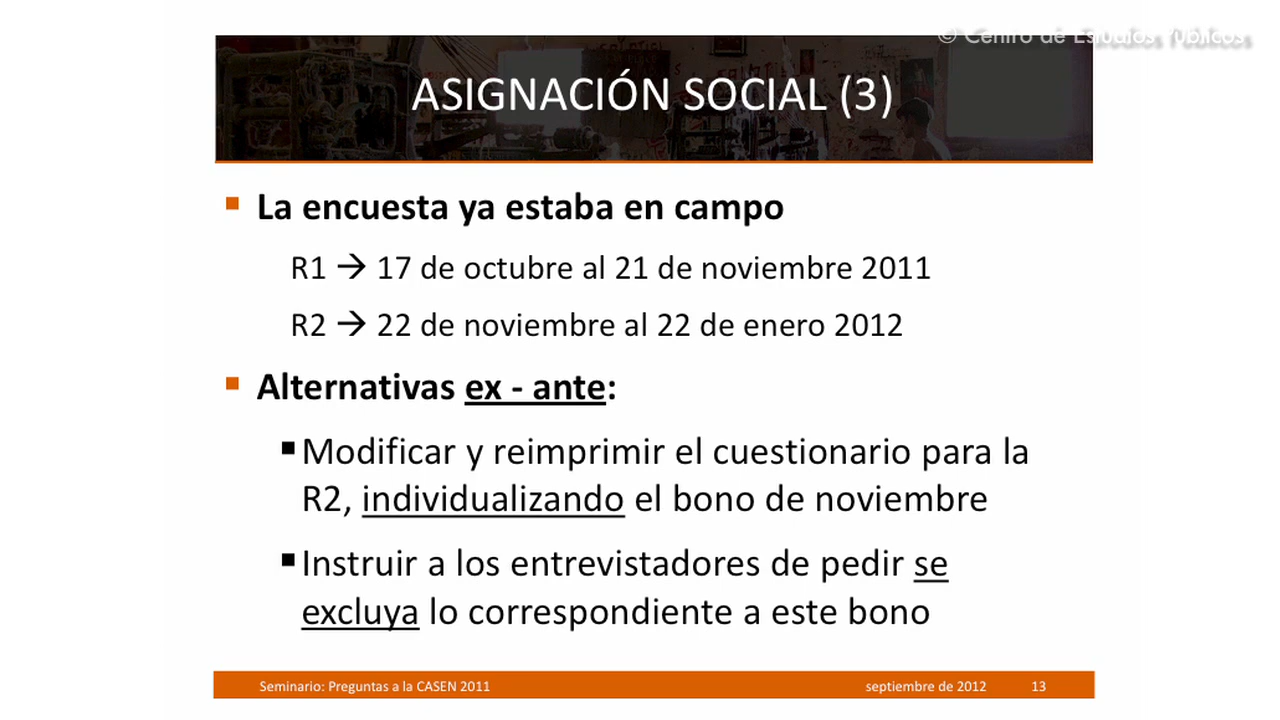 © Centro de Estudios Públicos
ASIGNACIÓN SOCIAL (3)
▪ La encuesta ya estaba en campo
R1 → 17 de octubre al 21 de noviembre 2011
R2 → 22 de noviembre al 22 de enero 2012
▪ Alternativas ex - ante:
▪ Modificar y reimprimir el cuestionario para la
R2, individualizando el bono de noviembre
▪ Instruir a los entrevistadores de pedir se
excluya lo correspondiente a este bono
Seminario: Preguntas a la CASEN 2011
septiembre de 2012
13